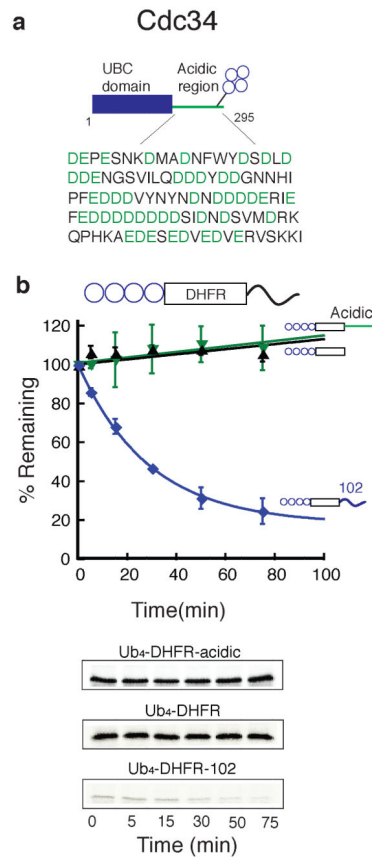 a
Cdc34
UBC domain
Acidic region
1
295
DEPESNKDMADNFWYDSDLD
DDENGSVILQDDDYDDGNNHI
PFEDDDVYNYNDNDDDDERIE
FEDDDDDDDDSIDNDSVMDRK
QPHKAEDESEDVEDVERVSKKI
b
DHFR
120
100
80
60
40
20
0
% Remaining
0 20 40 60 80 100
Time(min)
Acidic
102
Ub4-DHFR-acidic
Ub4-DHFR
Ub4-DHFR-102
0 5 15 30 50 75
Time (min)